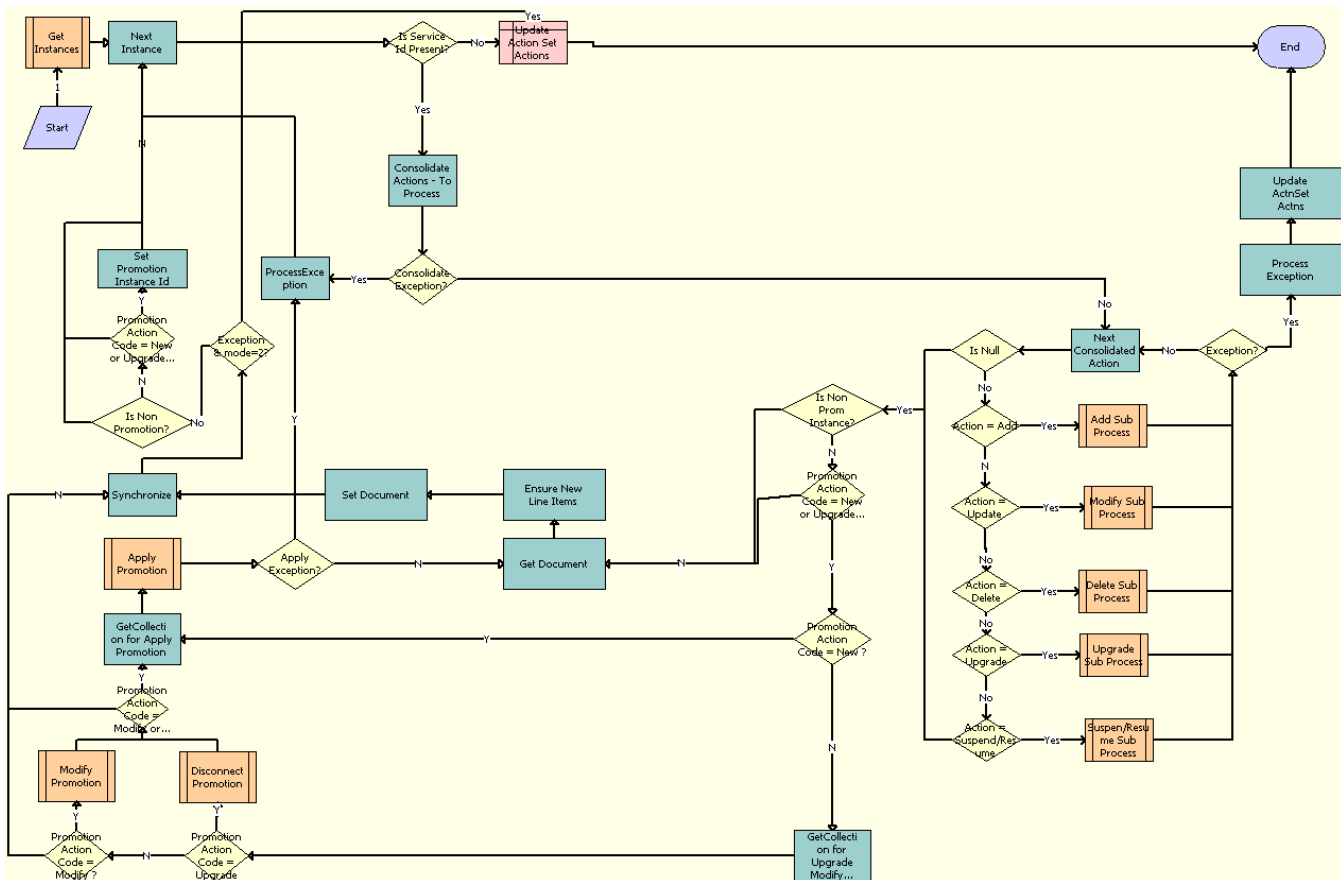 Get
Instances
Next
Instance
Is Service
Id Present?
No
Yes
Update
Action Set
Actions
End
1
Start
Yes
N
Consolidate
Actions - To
Process
Update
ActnSet
Actns
Set
Promotion
Instance Id
ProcessExce
ption
Yes
Consolidate
Exception?
No
Process
Exception
Yes
Y
Promotion
Action
Code = New
or Upgrade...
Exception
& mode=2?
Is Null
Next
Consolidated
Action
No
Exception?
N
Is Non
Promotion?
No
Y
Is Non
Prom
Instance?
Yes
No
Action = Add
Yes
Add Sub
Process
N
N
Synchronize
Set Document
Ensure New
Line Items
Promotion
Action
Code = New
or Upgrade...
N
Action =
Update
Yes
Modify Sub
Process
Apply
Promotion
Apply
Exception?
N
Get Document
N
Y
No
Action =
Delete
Yes
Delete Sub
Process
GetCollecti
on for Apply
Promotion
Y
Promotion
Action
Code = New ?
No
Action =
Upgrade
Yes
Upgrade
Sub Process
Y
Promotion
Action
Code =
Modify or...
No
Action =
Suspend/Res
ume
Yes
Suspen/Resu
me Sub
Process
Modify
Promotion
Disconnect
Promotion
N
Y
Y
Promotion
Action
Code =
Modify ?
N
Promotion
Action
Code =
Upgrade
GetCollecti
on for
Upgrade
Modify...